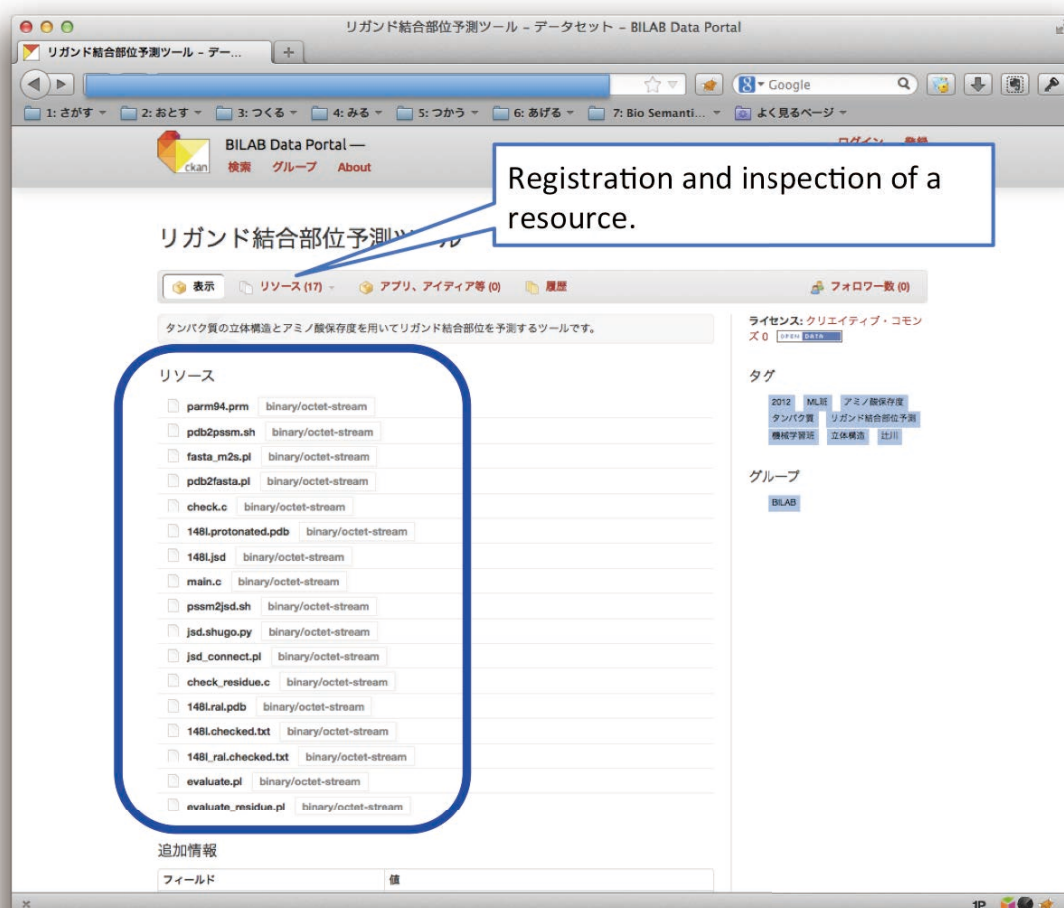 リガンド結合部位予測ツール – データセット – BILAB Data Portal
リガンド結合部位予測ツール – デー...
Google
1: さがす
2: おとす
3: つくる
4: みる
5: つかう
6: あげる
7: Bio Semanti...
よく見るページ
ckan
BILAB Data Portal —
検索 グループ About
Registration and inspection of a
resource.
リガンド結合部位予測ツール
表示
リソース (17)
アプリ、アイディア等 (0)
履歴
フォロワー数 (0)
タンパク質の立体構造とアミノ酸保存度を用いてリガンド結合部位を予測するツールです。
リソース
parm94.prm binary/octet-stream
pdb2pssm.sh binary/octet-stream
fasta_m2s.pl binary/octet-stream
pdb2fasta.pl binary/octet-stream
check.c binary/octet-stream
148l.protonated.pdb binary/octet-stream
148l.jsd binary/octet-stream
main.c binary/octet-stream
pssm2jsd.sh binary/octet-stream
jsd.shugo.py binary/octet-stream
jsd_connect.pl binary/octet-stream
check_residue.c binary/octet-stream
148l.ral.pdb binary/octet-stream
148l.checked.txt binary/octet-stream
148l_ral.checked.txt binary/octet-stream
evaluate.pl binary/octet-stream
evaluate_residue.pl binary/octet-stream
追加情報
フィールド 値
ライセンス: クリエイティブ・コモン
ズ 0 OPEN DATA
タグ
2012 ML班 アミノ酸保存度
タンパク質 リガンド結合部位予測
機械学習班 立体構造 辻川
グループ
BILAB
1P